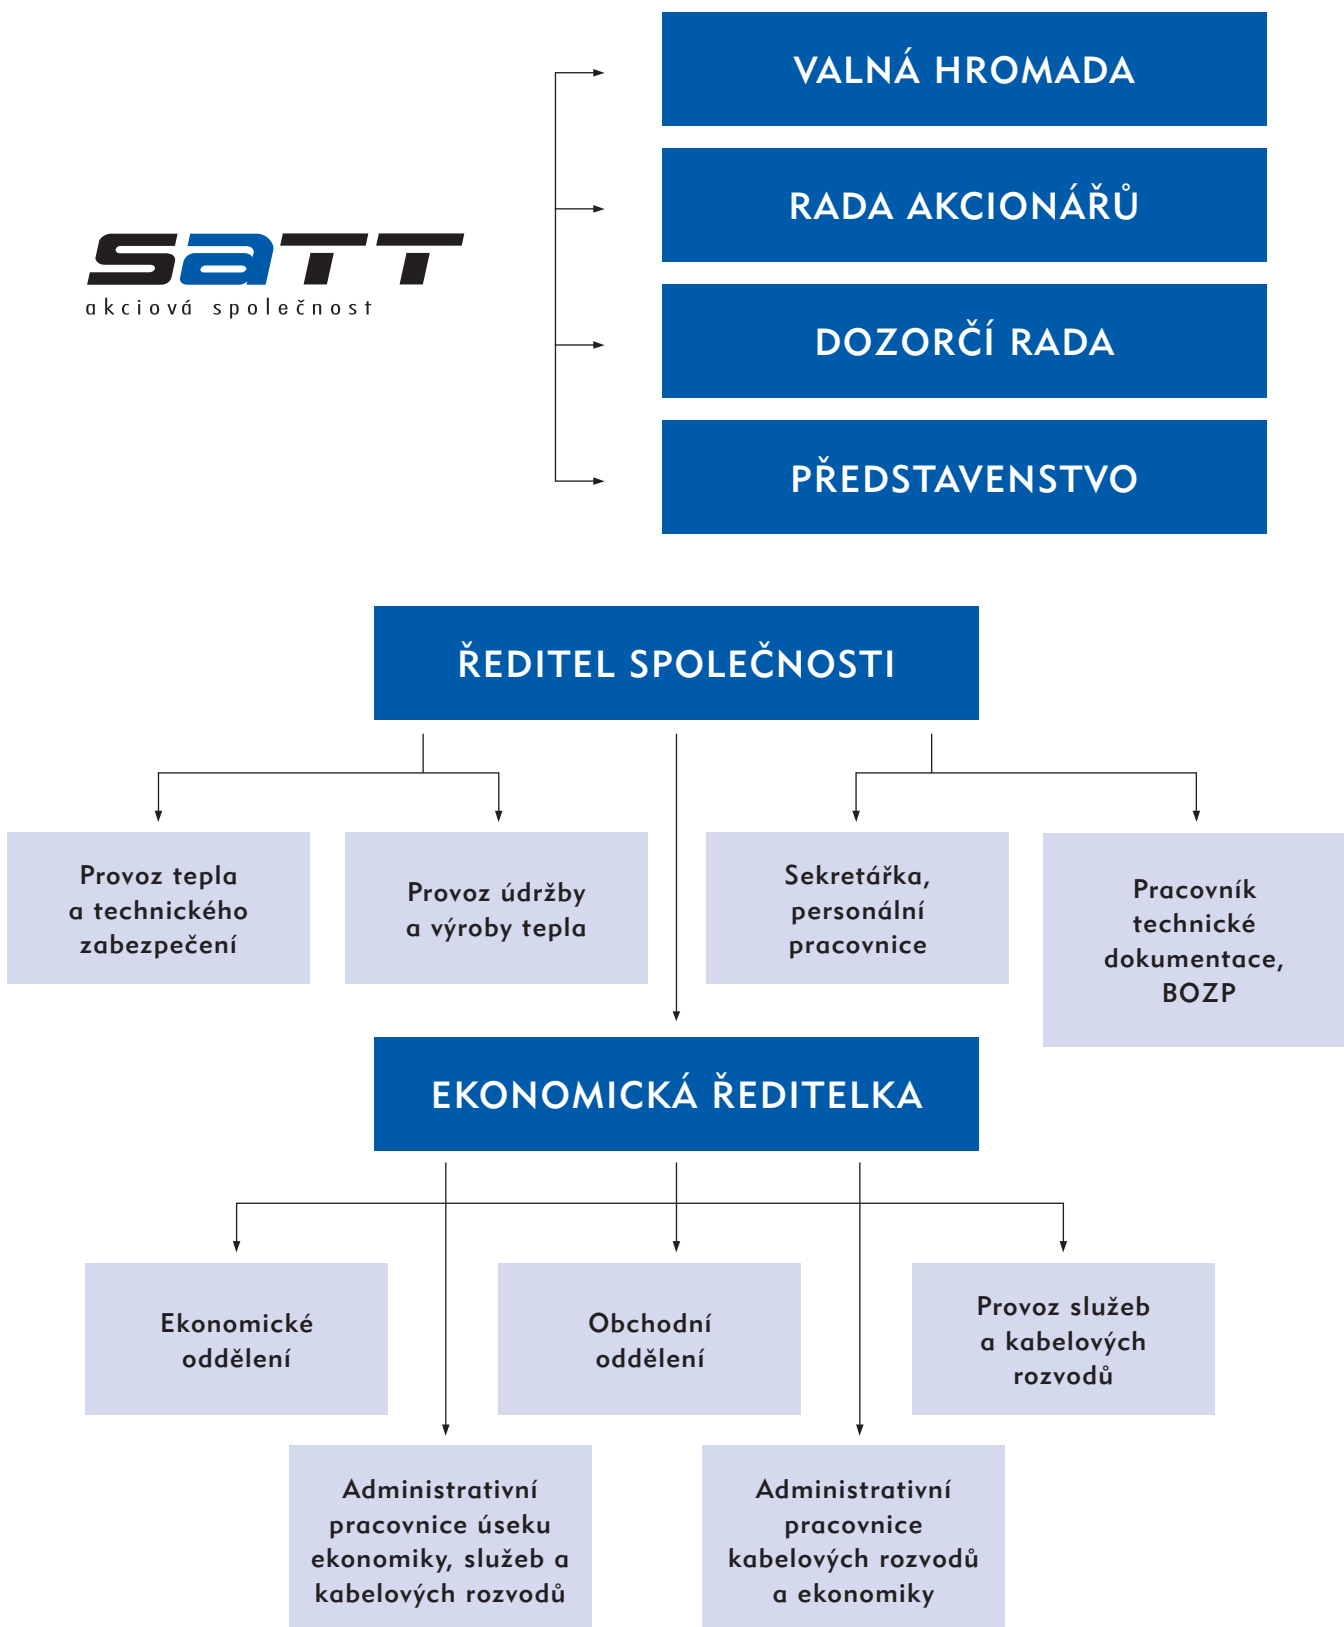 VALNÁ HROMADA
RADA AKCIONÁŘŮ
saTT
akciová společnost
DOZORČÍ RADA
PŘEDSTAVENSTVO
ŘEDITEL SPOLEČNOSTI
Provoz tepla
a technického
zabezpečení
Provoz údržby
a výroby tepla
Sekretářka,
personální
pracovnice
Pracovník
technické
dokumentace,
BOZP
EKONOMICKÁ ŘEDITELKA
Ekonomické
oddělení
Obchodní
oddělení
Provoz služeb
a kabelových
rozvodů
Administrativní
pracovnice úseku
ekonomiky, služeb a
kabelových rozvodů
Administrativní
pracovnice
kabelových rozvodů
a ekonomiky